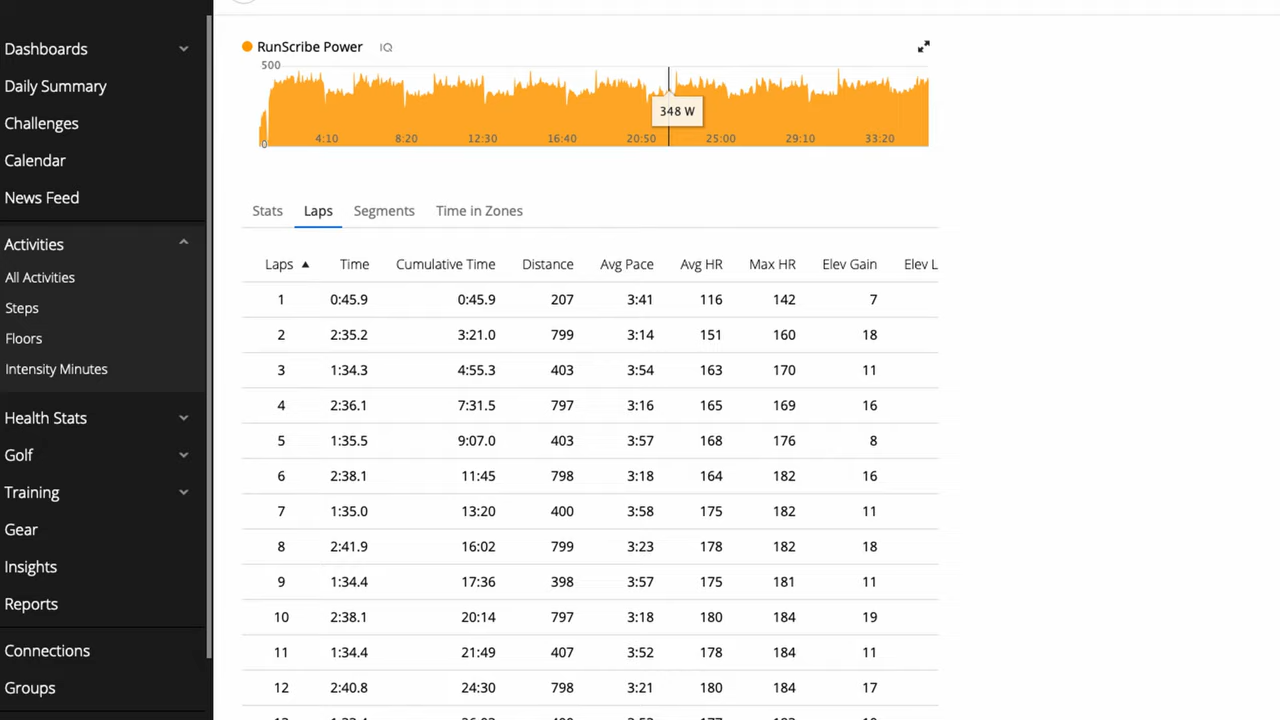 Dashboards
Daily Summary
Challenges
Calendar
News Feed
Activities
All Activities
Steps
Floors
Intensity Minutes
Health Stats
Golf
Training
Gear
Insights
Reports
Connections
Groups
RunScribe Power IQ
500
348 W
0
4:10 8:20 12:30 16:40 20:50 25:00 29:10 33:20
Stats Laps Segments Time in Zones
Laps ▲ Time Cumulative Time Distance Avg Pace Avg HR Max HR Elev Gain Elev L
1 0:45.9 0:45.9 207 3:41 116 142 7
2 2:35.2 3:21.0 799 3:14 151 160 18
3 1:34.3 4:55.3 403 3:54 163 170 11
4 2:36.1 7:31.5 797 3:16 165 169 16
5 1:35.5 9:07.0 403 3:57 168 176 8
6 2:38.1 11:45 798 3:18 164 182 16
7 1:35.0 13:20 400 3:58 175 182 11
8 2:41.9 16:02 799 3:23 178 182 18
9 1:34.4 17:36 398 3:57 175 181 11
10 2:38.1 20:14 797 3:18 180 184 19
11 1:34.4 21:49 407 3:52 178 184 11
12 2:40.8 24:30 798 3:21 180 184 17